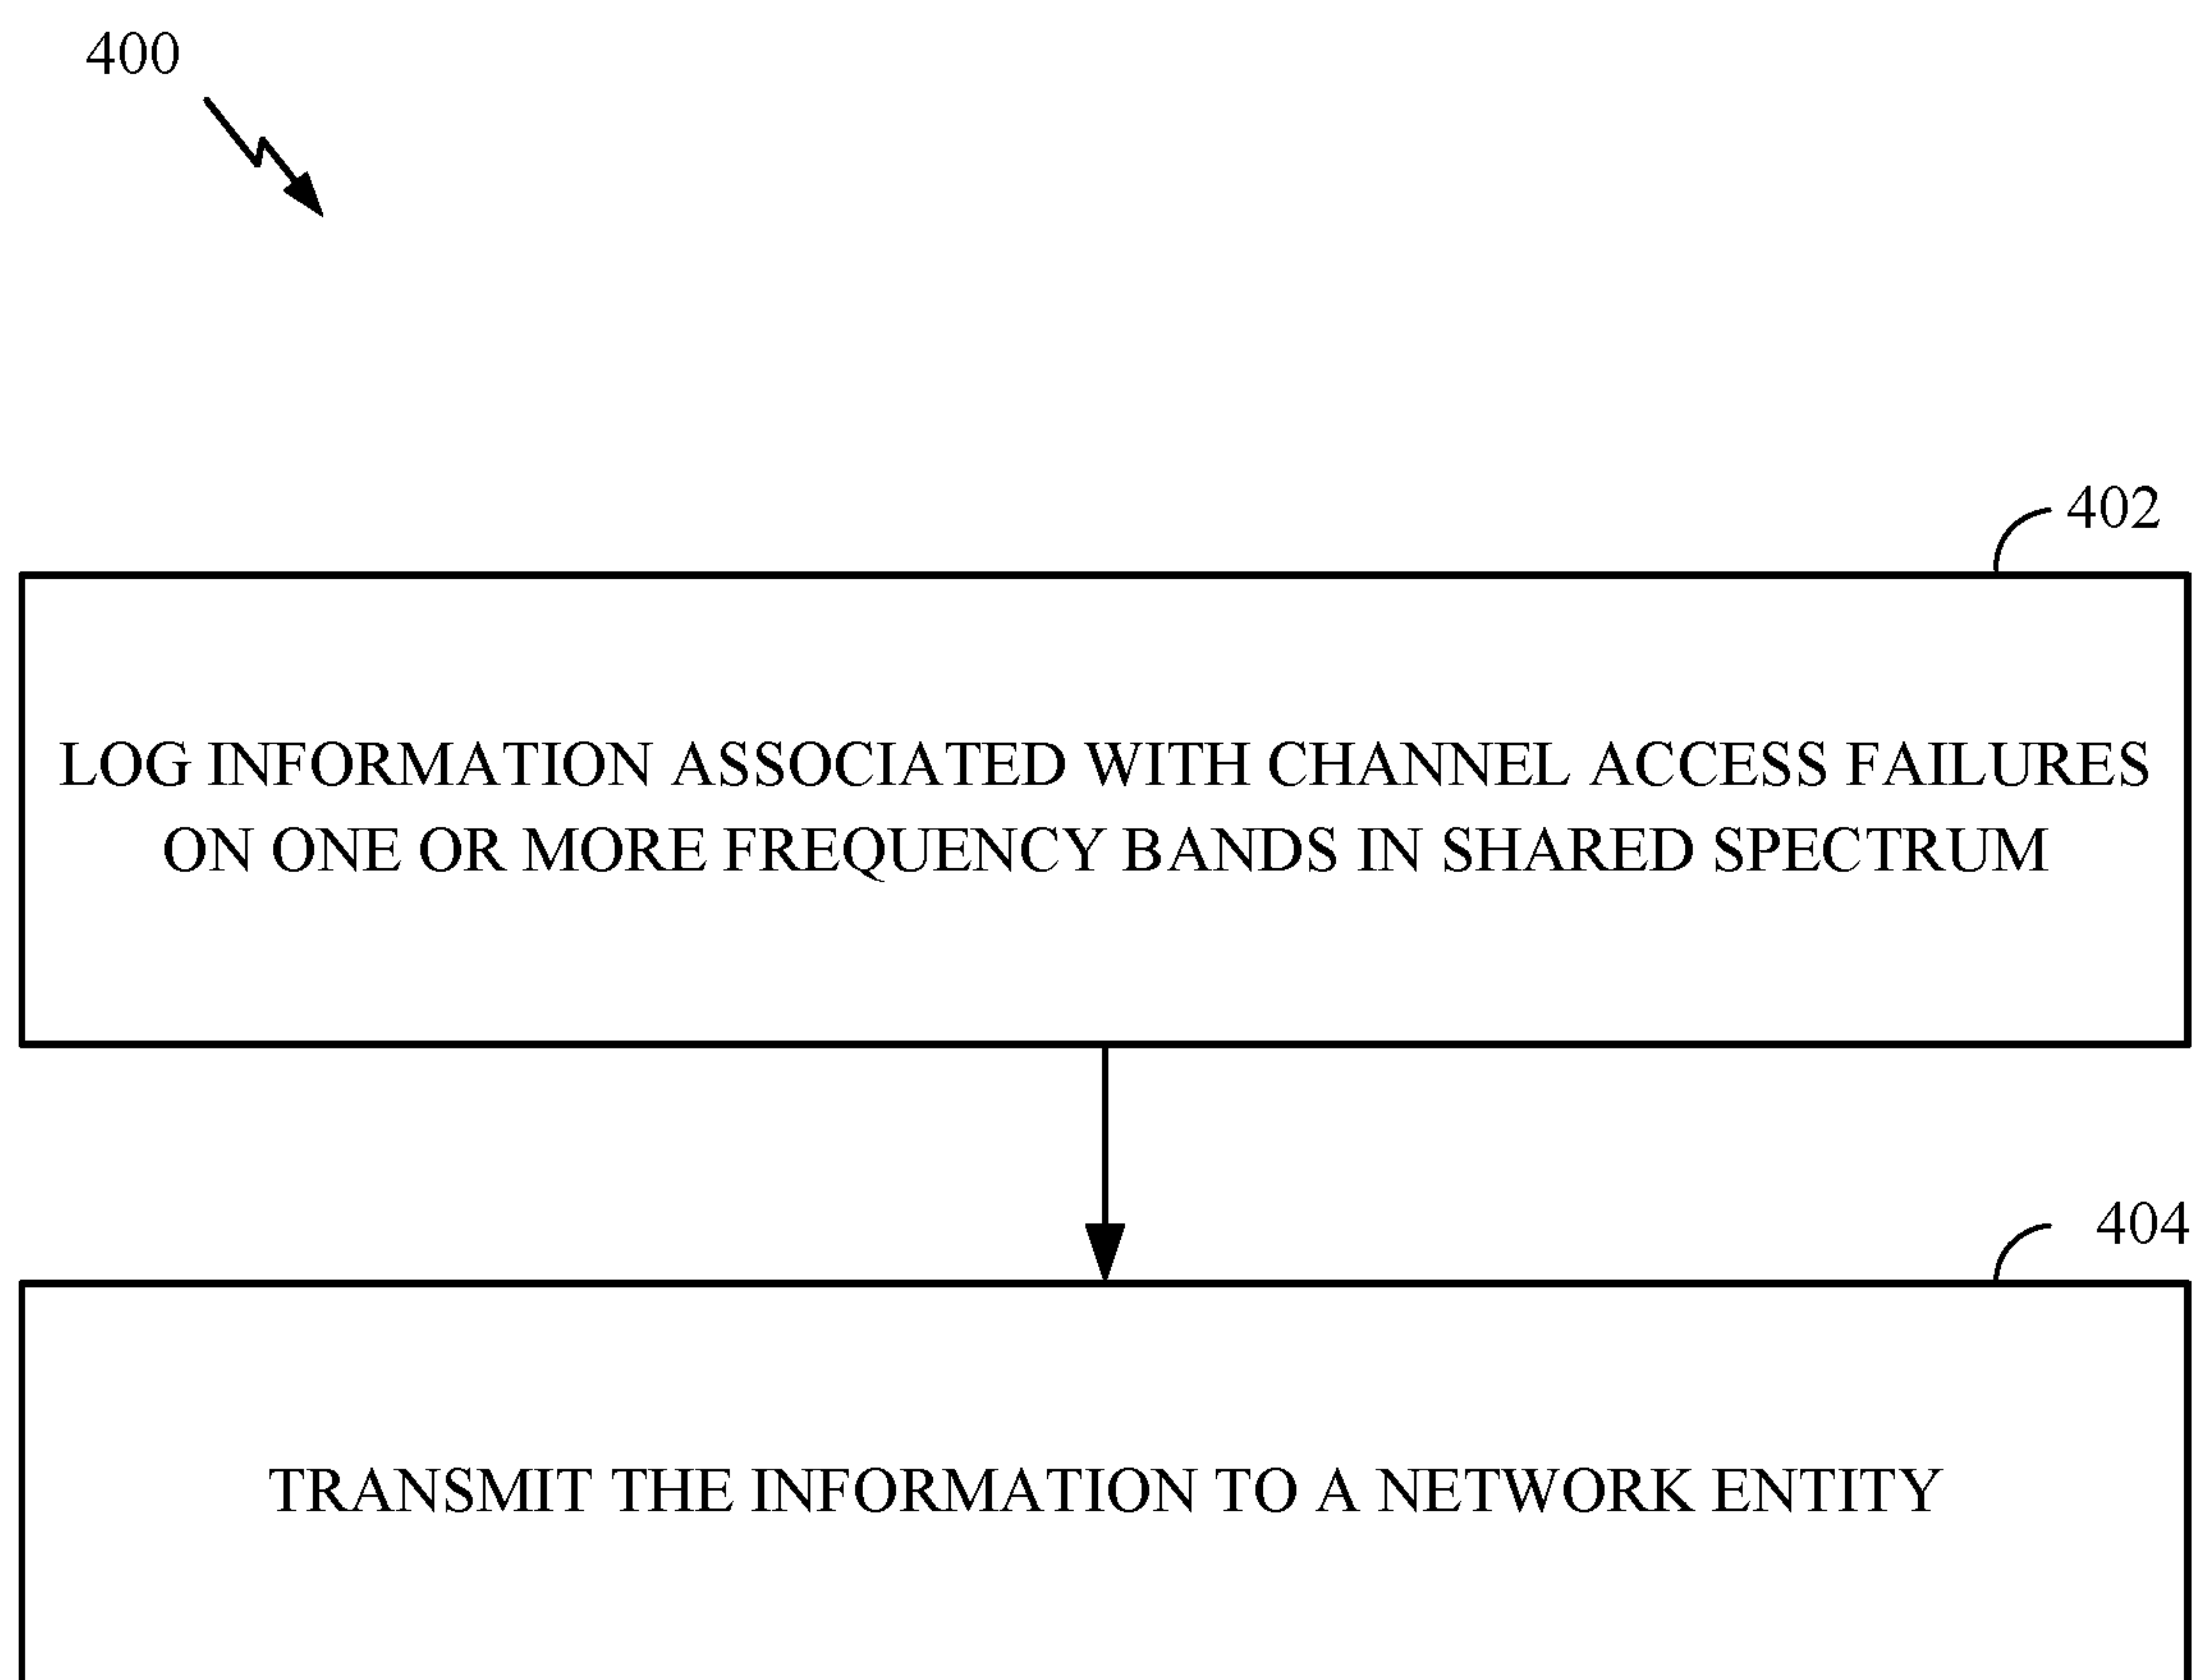 400
402
LOG INFORMATION ASSOCIATED WITH CHANNEL ACCESS FAILURES
ON ONE OR MORE FREQUENCY BANDS IN SHARED SPECTRUM
404
TRANSMIT THE INFORMATION TO A NETWORK ENTITY